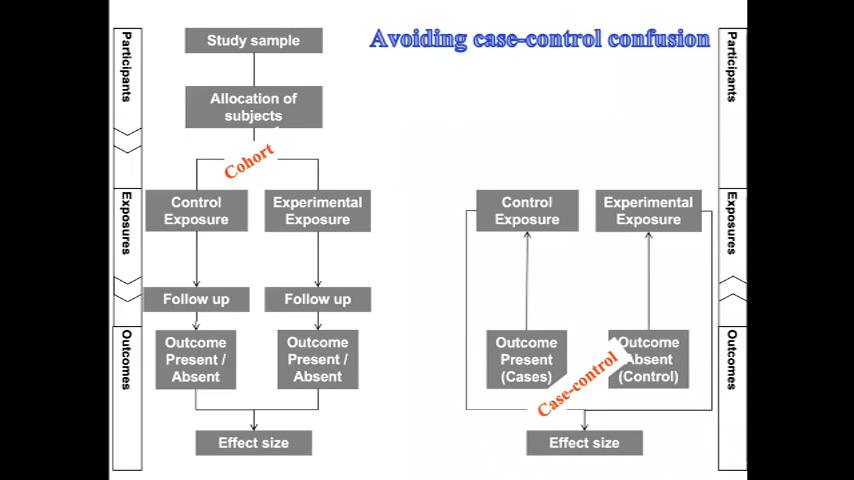 Avoiding case-control confusion
Participants
Exposures
Outcomes
Study sample
Allocation of
subjects
Cohort
Control
Exposure
Experimental
Exposure
Follow up
Follow up
Outcome
Present /
Absent
Outcome
Present /
Absent
Effect size
Control
Exposure
Experimental
Exposure
Outcome
Present
(Cases)
Outcome
Absent
(Control)
Case-control
Effect size
Participants
Exposures
Outcomes